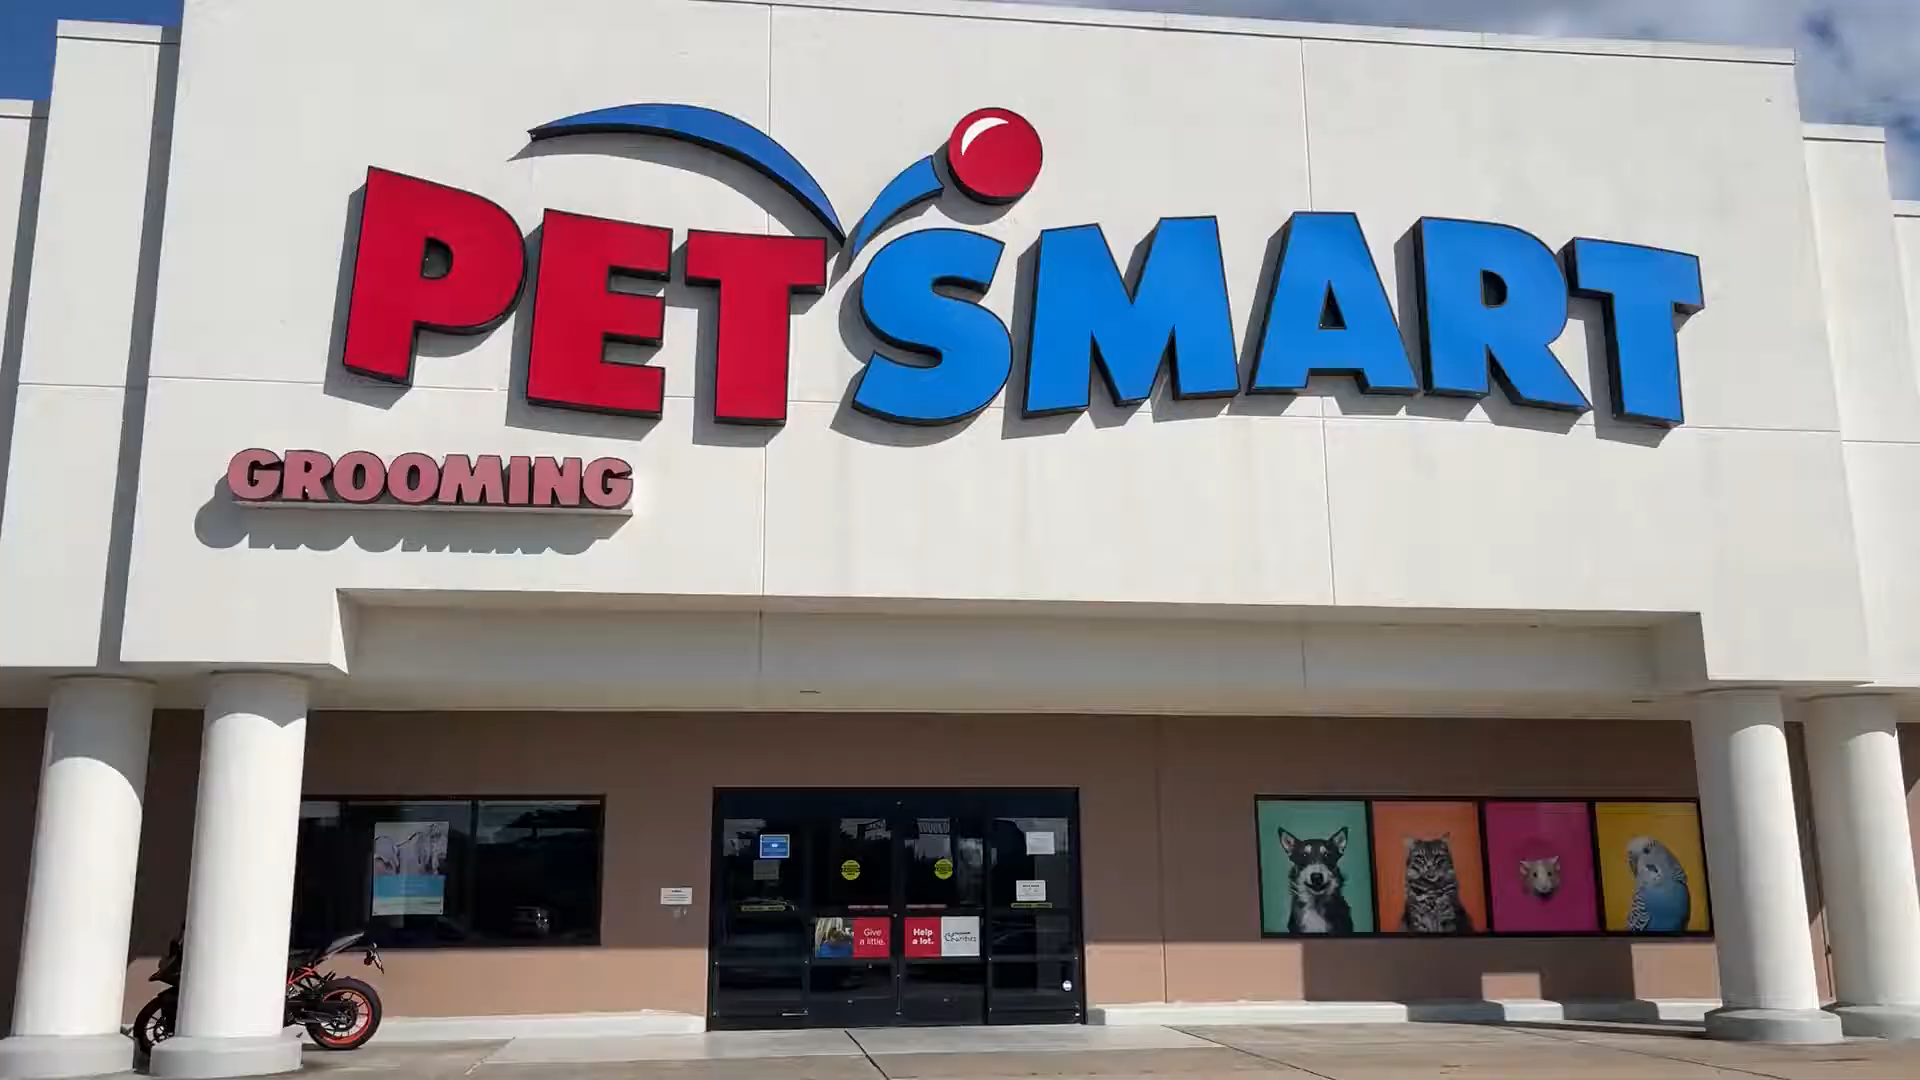 PETSMART
GROOMING
Give
a little.
Help
a lot.
Charities